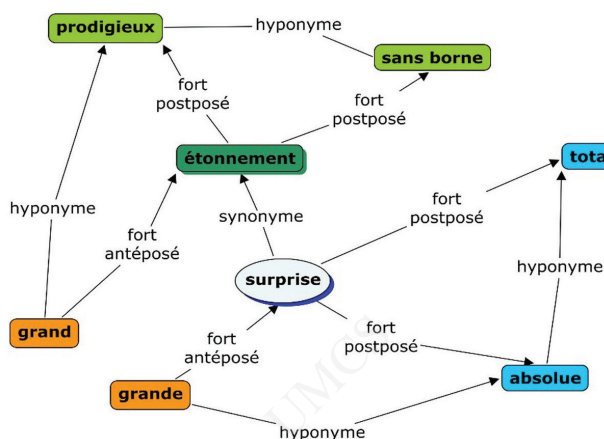 prodigieux
hyponyme
sans borne
fort
postposé
fort
postposé
étonnement
tota
hyponyme
fort
antéposé
synonyme
fort
postposé
surprise
hyponyme
grand
fort
antéposé
fort
postposé
grande
absolue
hyponyme
UMCS